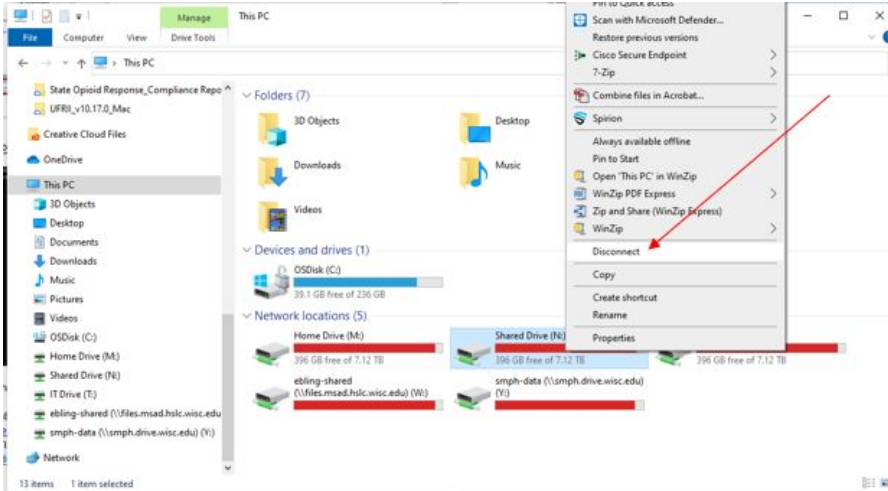 Manage
This PC
File
Computer
View
Drive Tools
This PC
State Opioid Response_Compliance Repo
UFRII_v10.17.0_Mac
Creative Cloud Files
OneDrive
This PC
3D Objects
Desktop
Documents
Downloads
Music
Pictures
Videos
OSDisk (C:)
Home Drive (M:)
Shared Drive (N:)
IT Drive (T:)
ebling-shared (\\files.msad.hslc.wisc.edu
smph-data (\\smph.drive.wisc.edu) (Y:)
Network
Folders (7)
3D Objects
Desktop
Downloads
Music
Videos
Devices and drives (1)
OSDisk (C:)
39.1 GB free of 236 GB
Network locations (5)
Home Drive (M:)
396 GB free of 7.12 TB
Shared Drive (N:)
396 GB free of 7.12 TB
396 GB free of 7.12 TB
ebling-shared
(\\files.msad.hslc.wisc.edu) (W:)
smph-data (\\smph.drive.wisc.edu)
(Y:)
Pin to Quick access
Scan with Microsoft Defender...
Restore previous versions
Cisco Secure Endpoint
7-Zip
Combine files in Acrobat...
Spirion
Always available offline
Pin to Start
Open 'This PC' in WinZip
WinZip PDF Express
Zip and Share (WinZip Express)
WinZip
Disconnect
Copy
Create shortcut
Rename
Properties
13 items
1 item selected